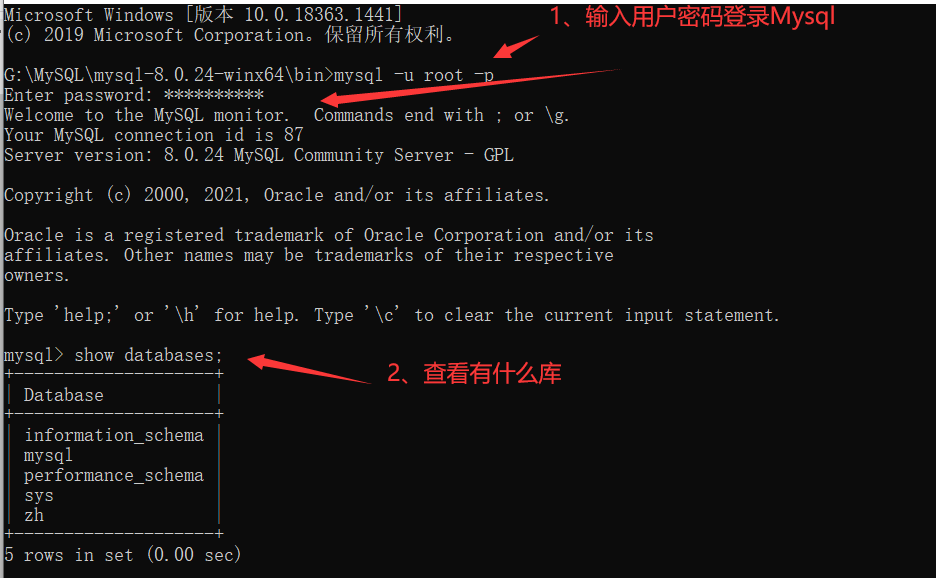 Microsoft Windows [版本 10.0.18363.1441]
1、输入用户密码登录Mysql
(c) 2019 Microsoft Corporation。保留所有权利。
G:\MySQL\mysql-8.0.24-winx64\bin>mysql -u root -p
Enter password: **********
Welcome to the MySQL monitor.  Commands end with ; or \g.
Your MySQL connection id is 87
Server version: 8.0.24 MySQL Community Server - GPL
Copyright (c) 2000, 2021, Oracle and/or its affiliates.
Oracle is a registered trademark of Oracle Corporation and/or its
affiliates. Other names may be trademarks of their respective
owners.
Type 'help;' or '\h' for help. Type '\c' to clear the current input statement.
mysql> show databases;
2、查看有什么库
+--------------------+
| Database           |
+--------------------+
| information_schema |
| mysql              |
| performance_schema |
| sys                |
| zh                 |
+--------------------+
5 rows in set (0.00 sec)